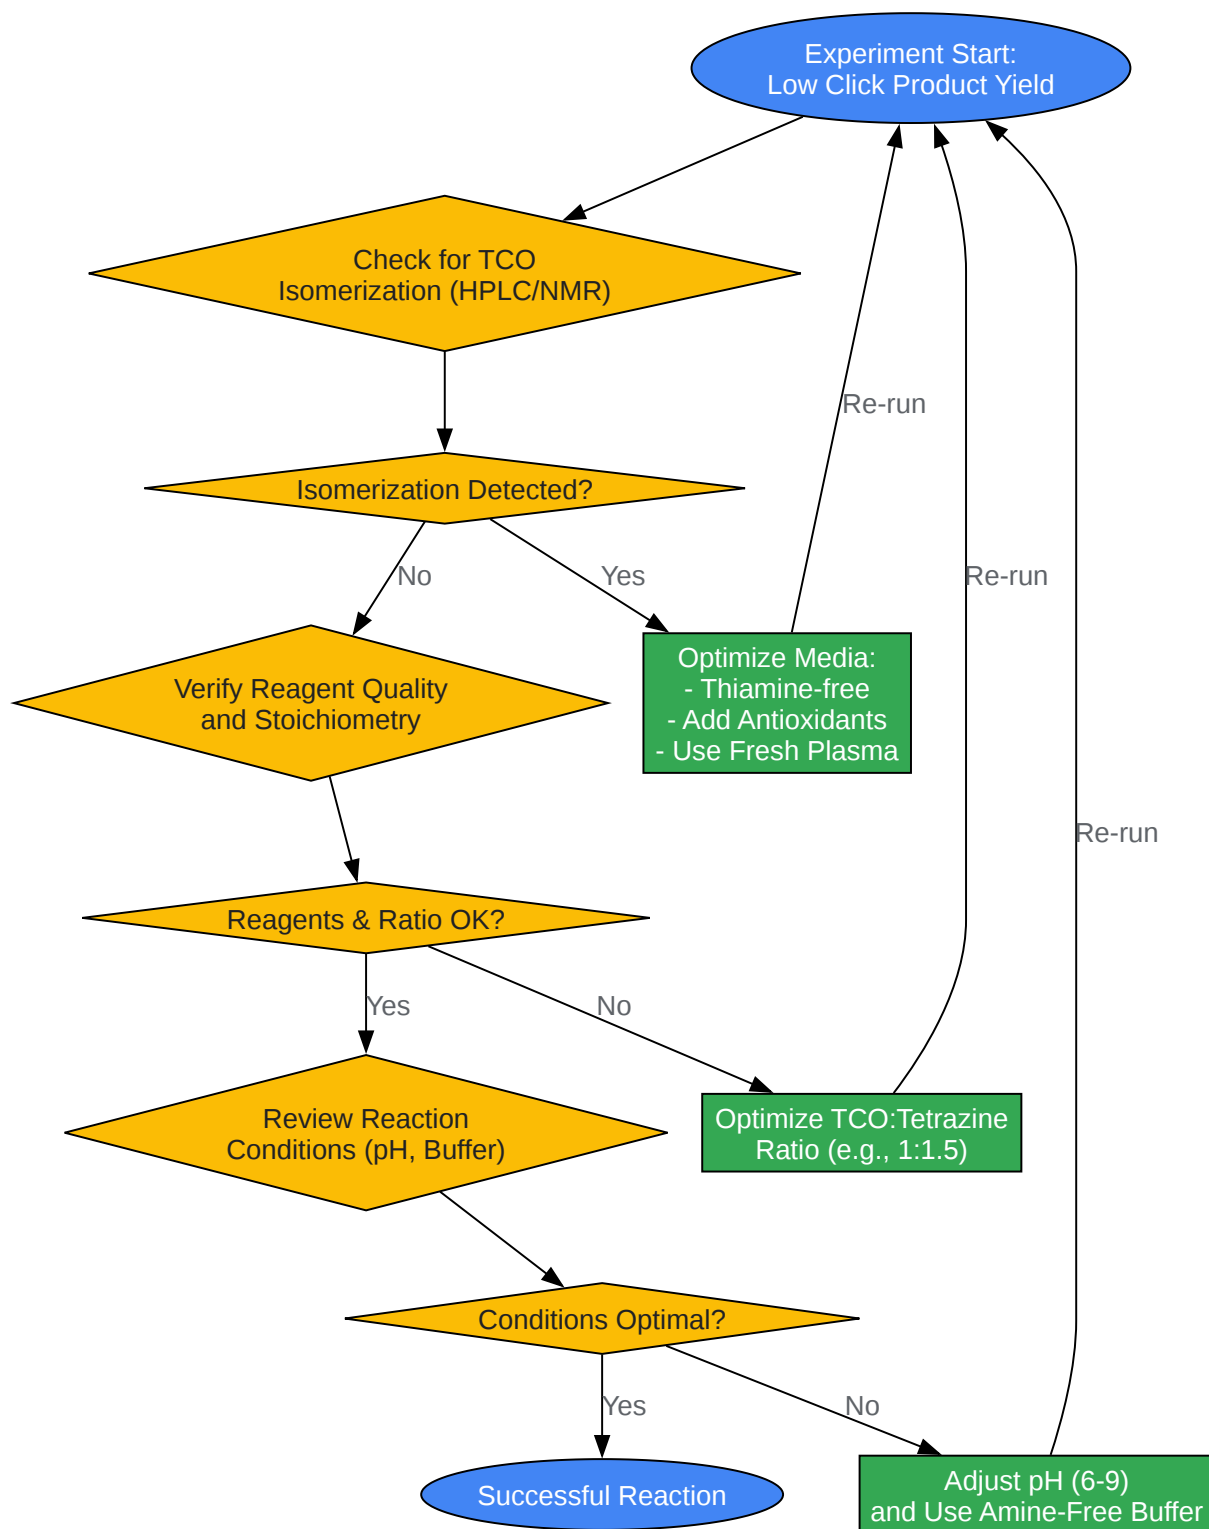 Experiment Start:
Low Click Product Yield
Check for TCO
Isomerization (HPLC/NMR)
Re-run
Isomerization Detected?
No
Yes
Re-run
Optimize Media:
- Thiamine-free
- Add Antioxidants
- Use Fresh Plasma
Verify Reagent Quality
and Stoichiometry
Re-run
Reagents & Ratio OK?
Yes
No
Optimize TCO:Tetrazine
Ratio (e.g., 1:1.5)
Review Reaction
Conditions (pH, Buffer)
Conditions Optimal?
Yes
No
Successful Reaction
Adjust pH (6-9)
and Use Amine-Free Buffer